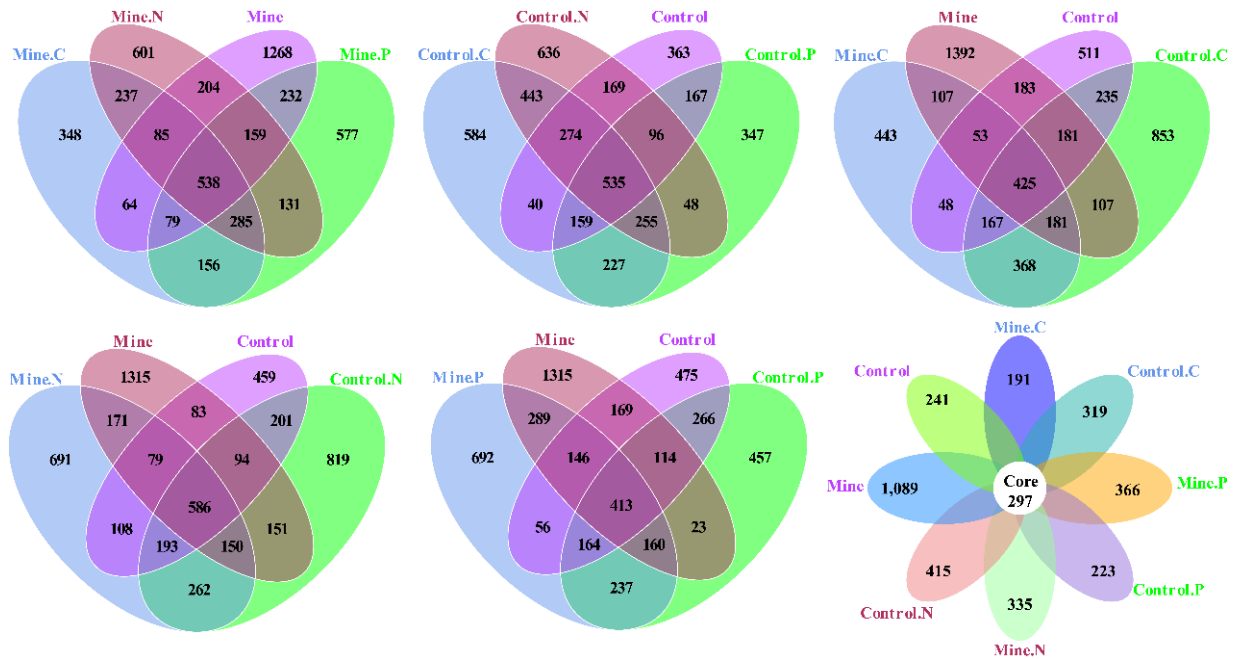 Mine.N Mine
Mine.C 601 1268 Mine.P
237 204 232
348 85 159 577
538
64 79 285 131
156
Control.N Control
Control.C 636 363 Control.P
443 169 167
584 274 96 347
535
40 159 255 48
227
Mine Control
Mine.C 1392 511 Control.C
107 183 235
443 53 181 853
425
48 167 181 107
368
Mine Control
Mine.N 1315 459 Control.N
171 83 201
691 79 94 819
586
108 193 150 151
262
Mine Control
Mine.P 1315 475 Control.P
289 169 266
692 146 114 457
413
56 164 160 23
237
Mine.C
Control 191 Control.C
241 319
Mine 1,089 Core 366 Mine.P
297
415 223
Control.N 335 Control.P
Mine.N